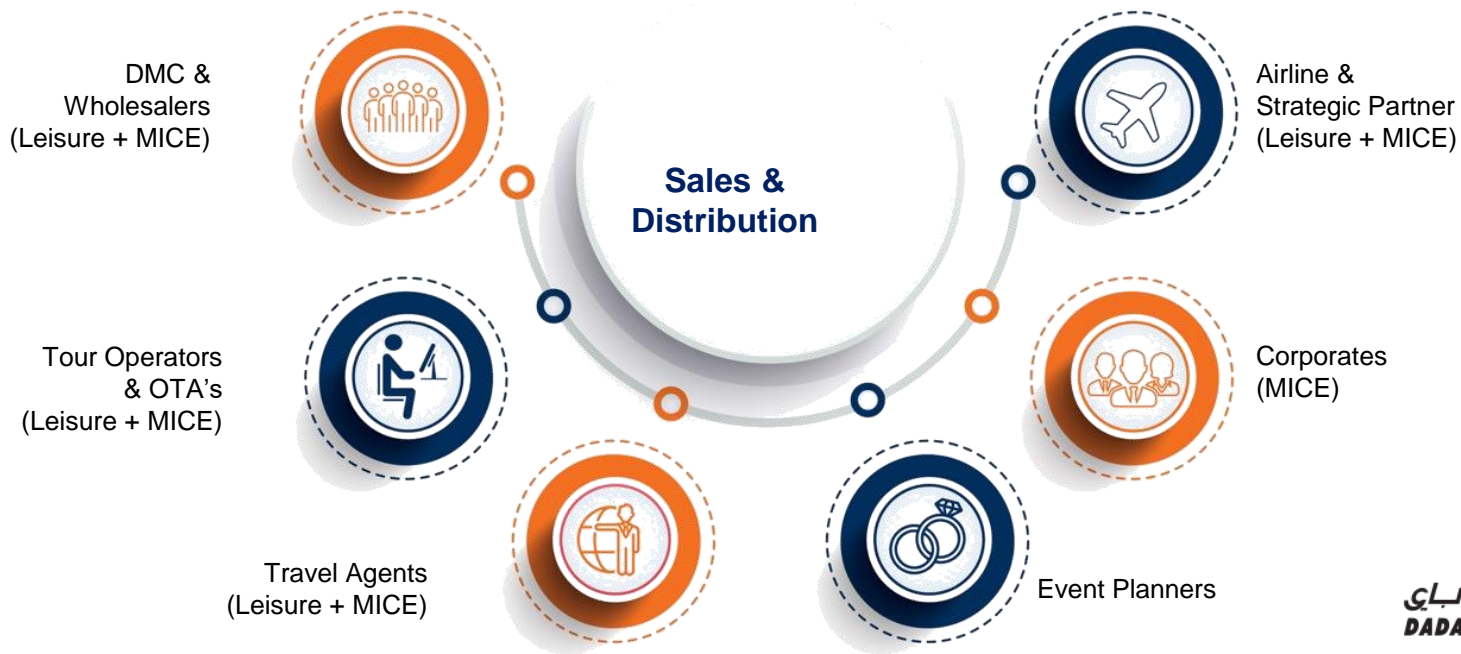 DMC &
Wholesalers
(Leisure + MICE)
Sales &
Distribution
Airline &
Strategic Partner
(Leisure + MICE)
Tour Operators
& OTA's
(Leisure + MICE)
Corporates
(MICE)
Travel Agents
(Leisure + MICE)
Event Planners
DADA